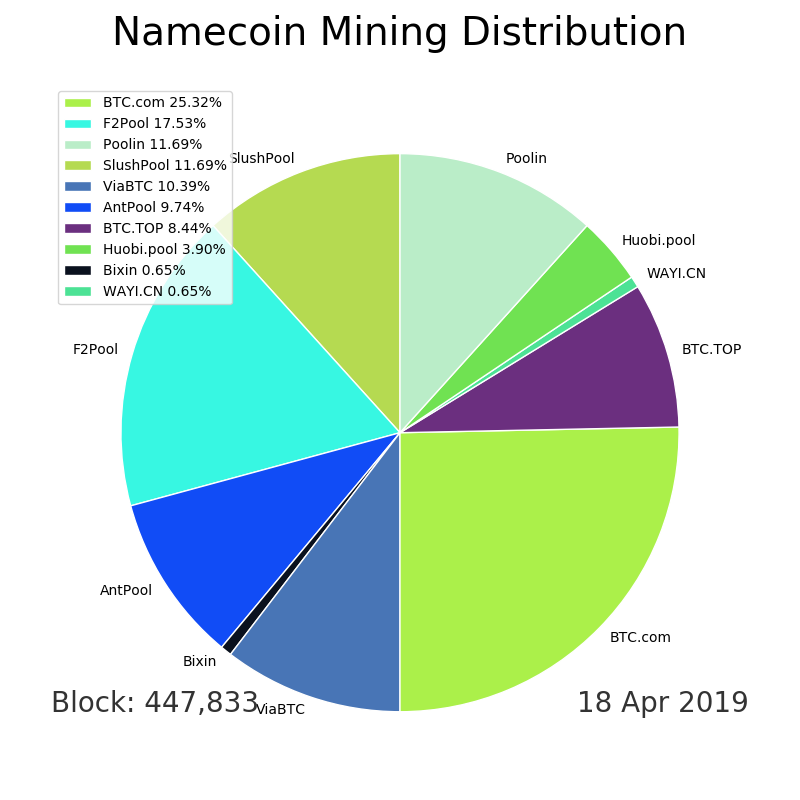 Namecoin Mining Distribution
BTC.com 25.32%
F2Pool 17.53%
Poolin 11.69%
SlushPool 11.69%
ViaBTC 10.39%
AntPool 9.74%
BTC.TOP 8.44%
Huobi.pool 3.90%
Bixin 0.65%
WAYI.CN 0.65%
SlushPool
Poolin
Huobi.pool
WAYI.CN
F2Pool
BTC.TOP
AntPool
BTC.com
Bixin
ViaBTC
Block: 447,833
18 Apr 2019